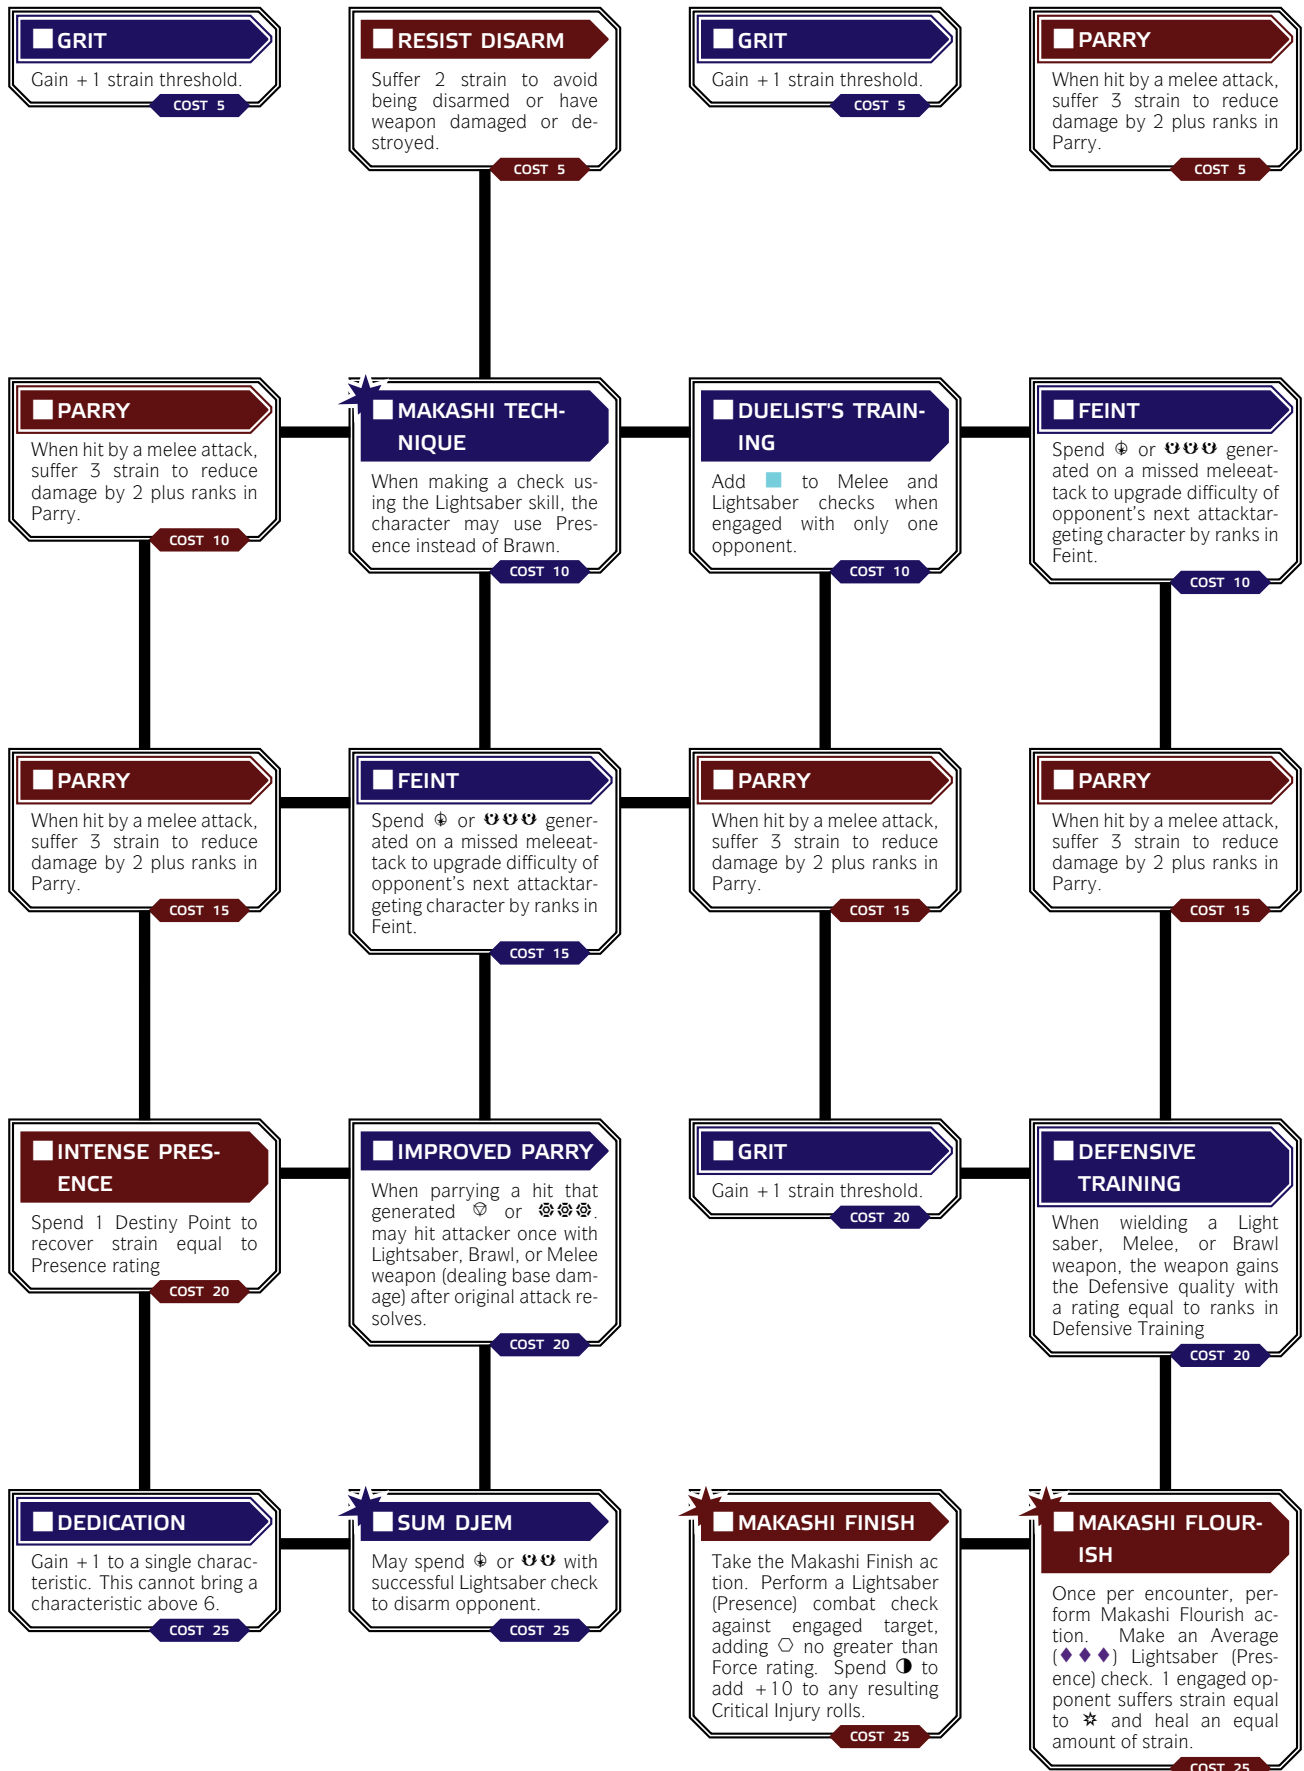 GRIT
Gain +1 strain threshold.
COST 5
RESIST DISARM
Suffer 2 strain to avoid
being disarmed or have
weapon damaged or de-
stroyed.
COST 5
GRIT
Gain +1 strain threshold.
COST 5
PARRY
When hit by a melee attack,
suffer 3 strain to reduce
damage by 2 plus ranks in
Parry.
COST 5
PARRY
When hit by a melee attack,
suffer 3 strain to reduce
damage by 2 plus ranks in
Parry.
COST 10
MAKASHI TECH-
NIQUE
When making a check us-
ing the Lightsaber skill, the
character may use Pres-
ence instead of Brawn.
COST 10
DUELIST'S TRAIN-
ING
Add to Melee and
Lightsaber checks when
engaged with only one
opponent.
COST 10
FEINT
Spend or gener-
ated on a missed meleeat-
tack to upgrade difficulty of
opponent's next attacktar-
geting character by ranks in
Feint.
COST 10
PARRY
When hit by a melee attack,
suffer 3 strain to reduce
damage by 2 plus ranks in
Parry.
COST 15
FEINT
Spend or gener-
ated on a missed meleeat-
tack to upgrade difficulty of
opponent's next attacktar-
geting character by ranks in
Feint.
COST 15
PARRY
When hit by a melee attack,
suffer 3 strain to reduce
damage by 2 plus ranks in
Parry.
COST 15
PARRY
When hit by a melee attack,
suffer 3 strain to reduce
damage by 2 plus ranks in
Parry.
COST 15
INTENSE PRES-
ENCE
Spend 1 Destiny Point to
recover strain equal to
Presence rating
COST 20
IMPROVED PARRY
When parrying a hit that
generated or .
may hit attacker once with
Lightsaber, Brawl, or Melee
weapon (dealing base dam-
age) after original attack re-
solves.
COST 20
GRIT
Gain +1 strain threshold.
COST 20
DEFENSIVE
TRAINING
When wielding a Light
saber, Melee, or Brawl
weapon, the weapon gains
the Defensive quality with
a rating equal to ranks in
Defensive Training
COST 20
DEDICATION
Gain +1 to a single charac-
teristic. This cannot bring a
characteristic above 6.
COST 25
SUM DJEM
May spend or with
successful Lightsaber check
to disarm opponent.
COST 25
MAKASHI FINISH
Take the Makashi Finish ac
tion. Perform a Lightsaber
(Presence) combat check
against engaged target,
adding no greater than
Force rating. Spend to
add +10 to any resulting
Critical Injury rolls.
COST 25
MAKASHI FLOUR-
ISH
Once per encounter, per-
form Makashi Flourish ac-
tion. Make an Average
(♦♦♦) Lightsaber (Pres-
ence) check. 1 engaged op-
ponent suffers strain equal
to and heal an equal
amount of strain.
COST 25